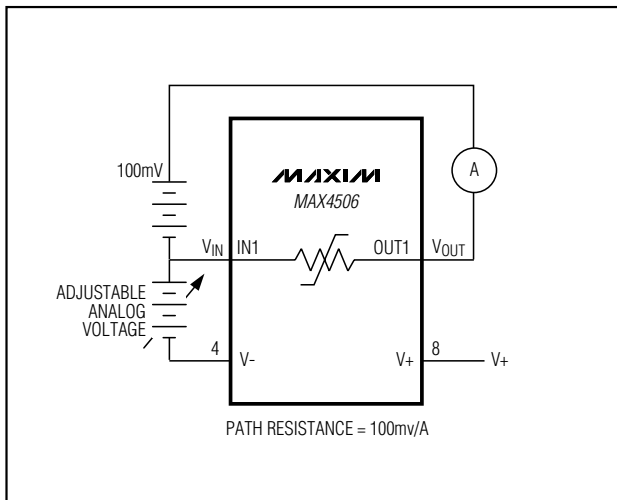 100mV
A
MAXIM
MAX4506
VIN
IN1
OUT1
VOUT
ADJUSTABLE
ANALOG
VOLTAGE
4
V-
V+
8
V+
PATH RESISTANCE = 100mv/A